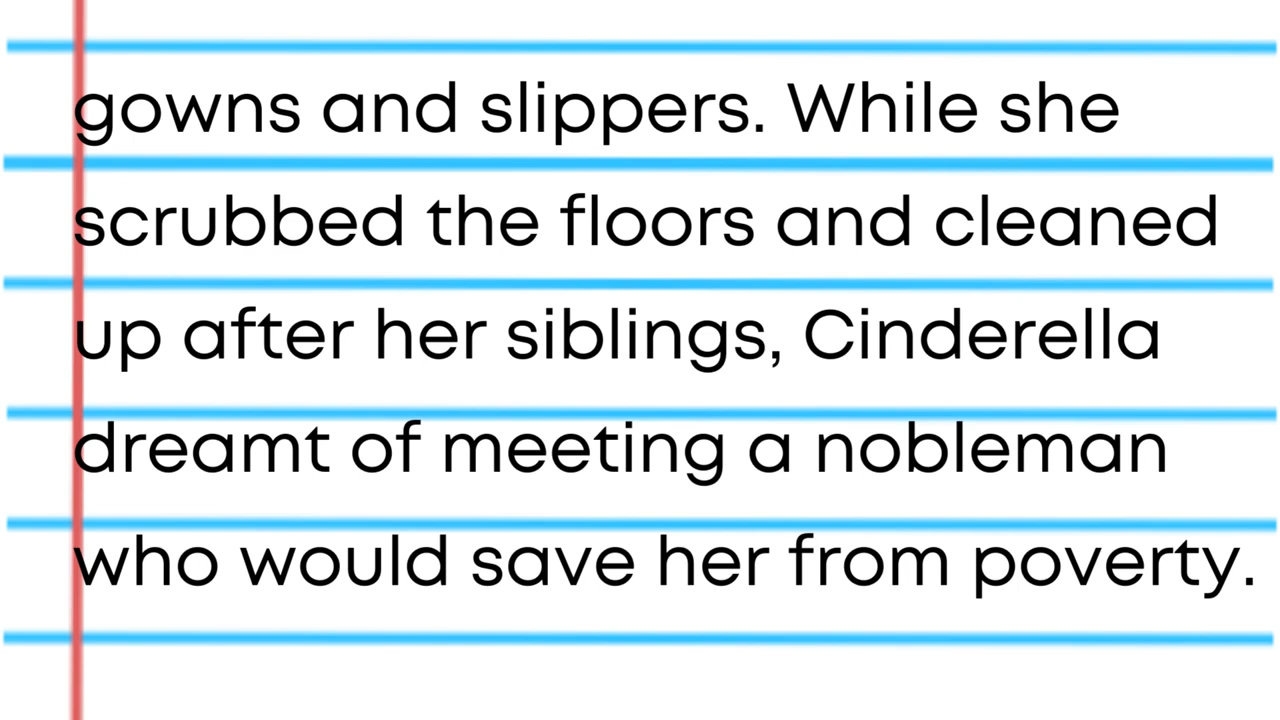 gowns and slippers. While she
scrubbed the floors and cleaned
up after her siblings, Cinderella
dreamt of meeting a nobleman
who would save her from poverty.